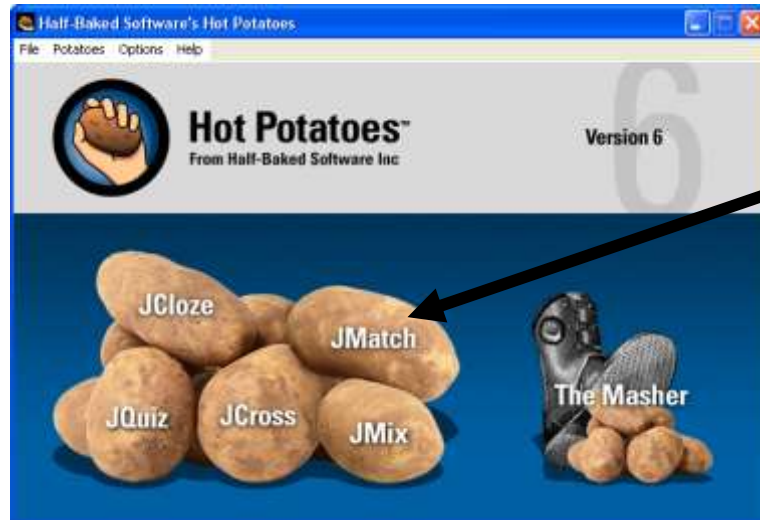 Half-Baked Software's Hot Potatoes
File Potatoes Options Help
6
Hot Potatoes™
From Half-Baked Software Inc
Version 6
JCloze
JMatch
JQuiz
JCross
JMix
The Masher